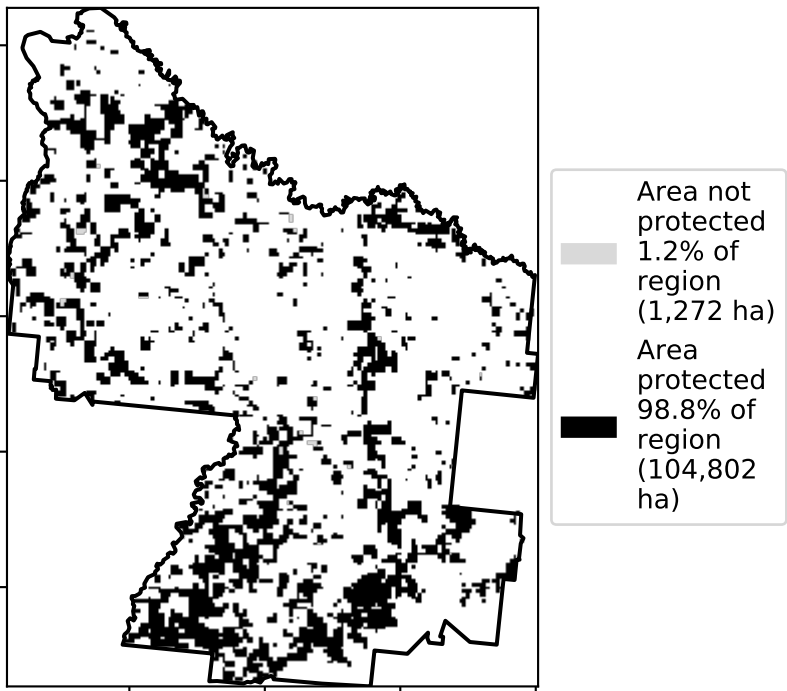 Area not
protected
1.2% of
region
(1,272 ha)
Area
protected
98.8% of
region
(104,802
ha)